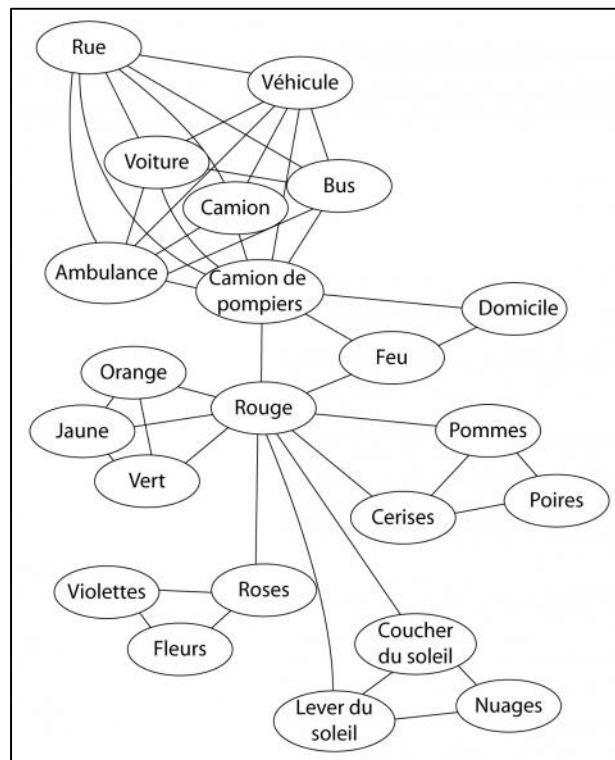 Rue
Véhicule
Voiture
Bus
Camion
Ambulance
Camion de
pompiers
Domicile
Feu
Orange
Rouge
Jaune
Pommes
Vert
Poires
Cerises
Violettes
Roses
Fleurs
Coucher
du soleil
Lever du
soleil
Nuages